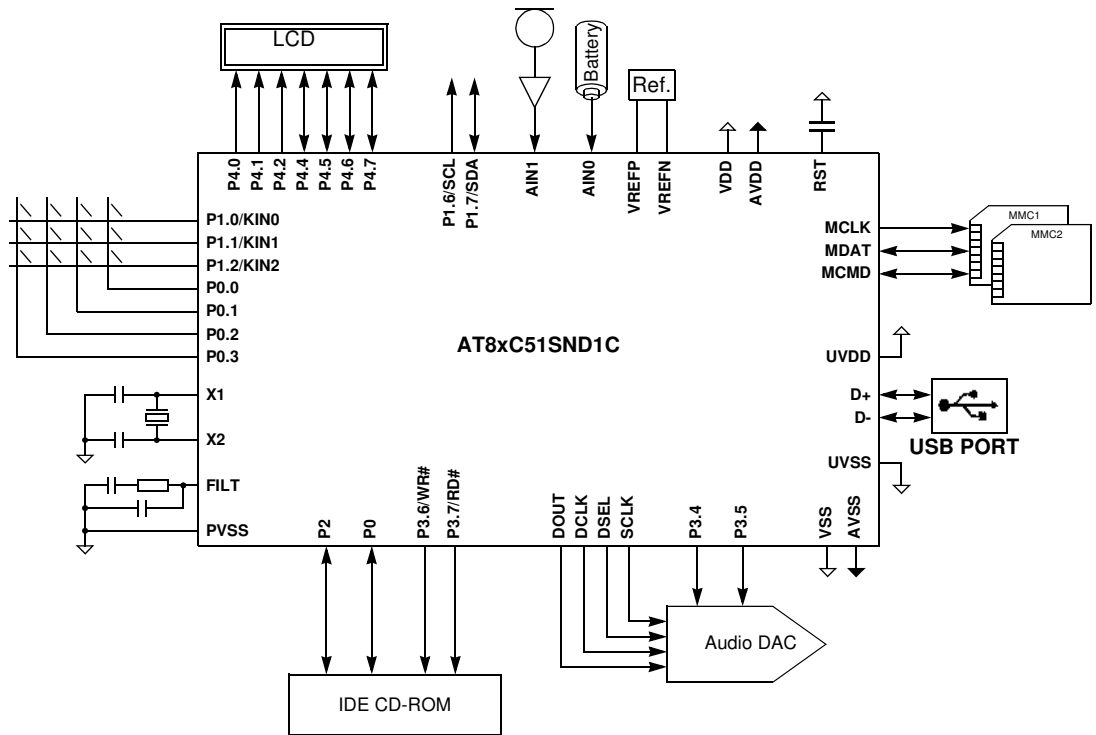 LCD
Battery
Ref.
P4.0
P4.1
P4.2
P4.4
P4.5
P4.6
P4.7
P1.6/SCL
P1.7/SDA
AIN1
AIN0
VREFP
VREFN
VDD
AVDD
RST
P1.0/KIN0
P1.1/KIN1
P1.2/KIN2
P0.0
P0.1
P0.2
P0.3
X1
X2
FILT
PVSS
AT8xC51SND1C
MCLK
MDAT
MCMD
MMC1
MMC2
UVDD
D+
D-
USB PORT
UVSS
P2
P0
P3.6/WR#
P3.7/RD#
DOUT
DCLK
DSEL
SCLK
P3.4
P3.5
VSS
AVSS
Audio DAC
IDE CD-ROM